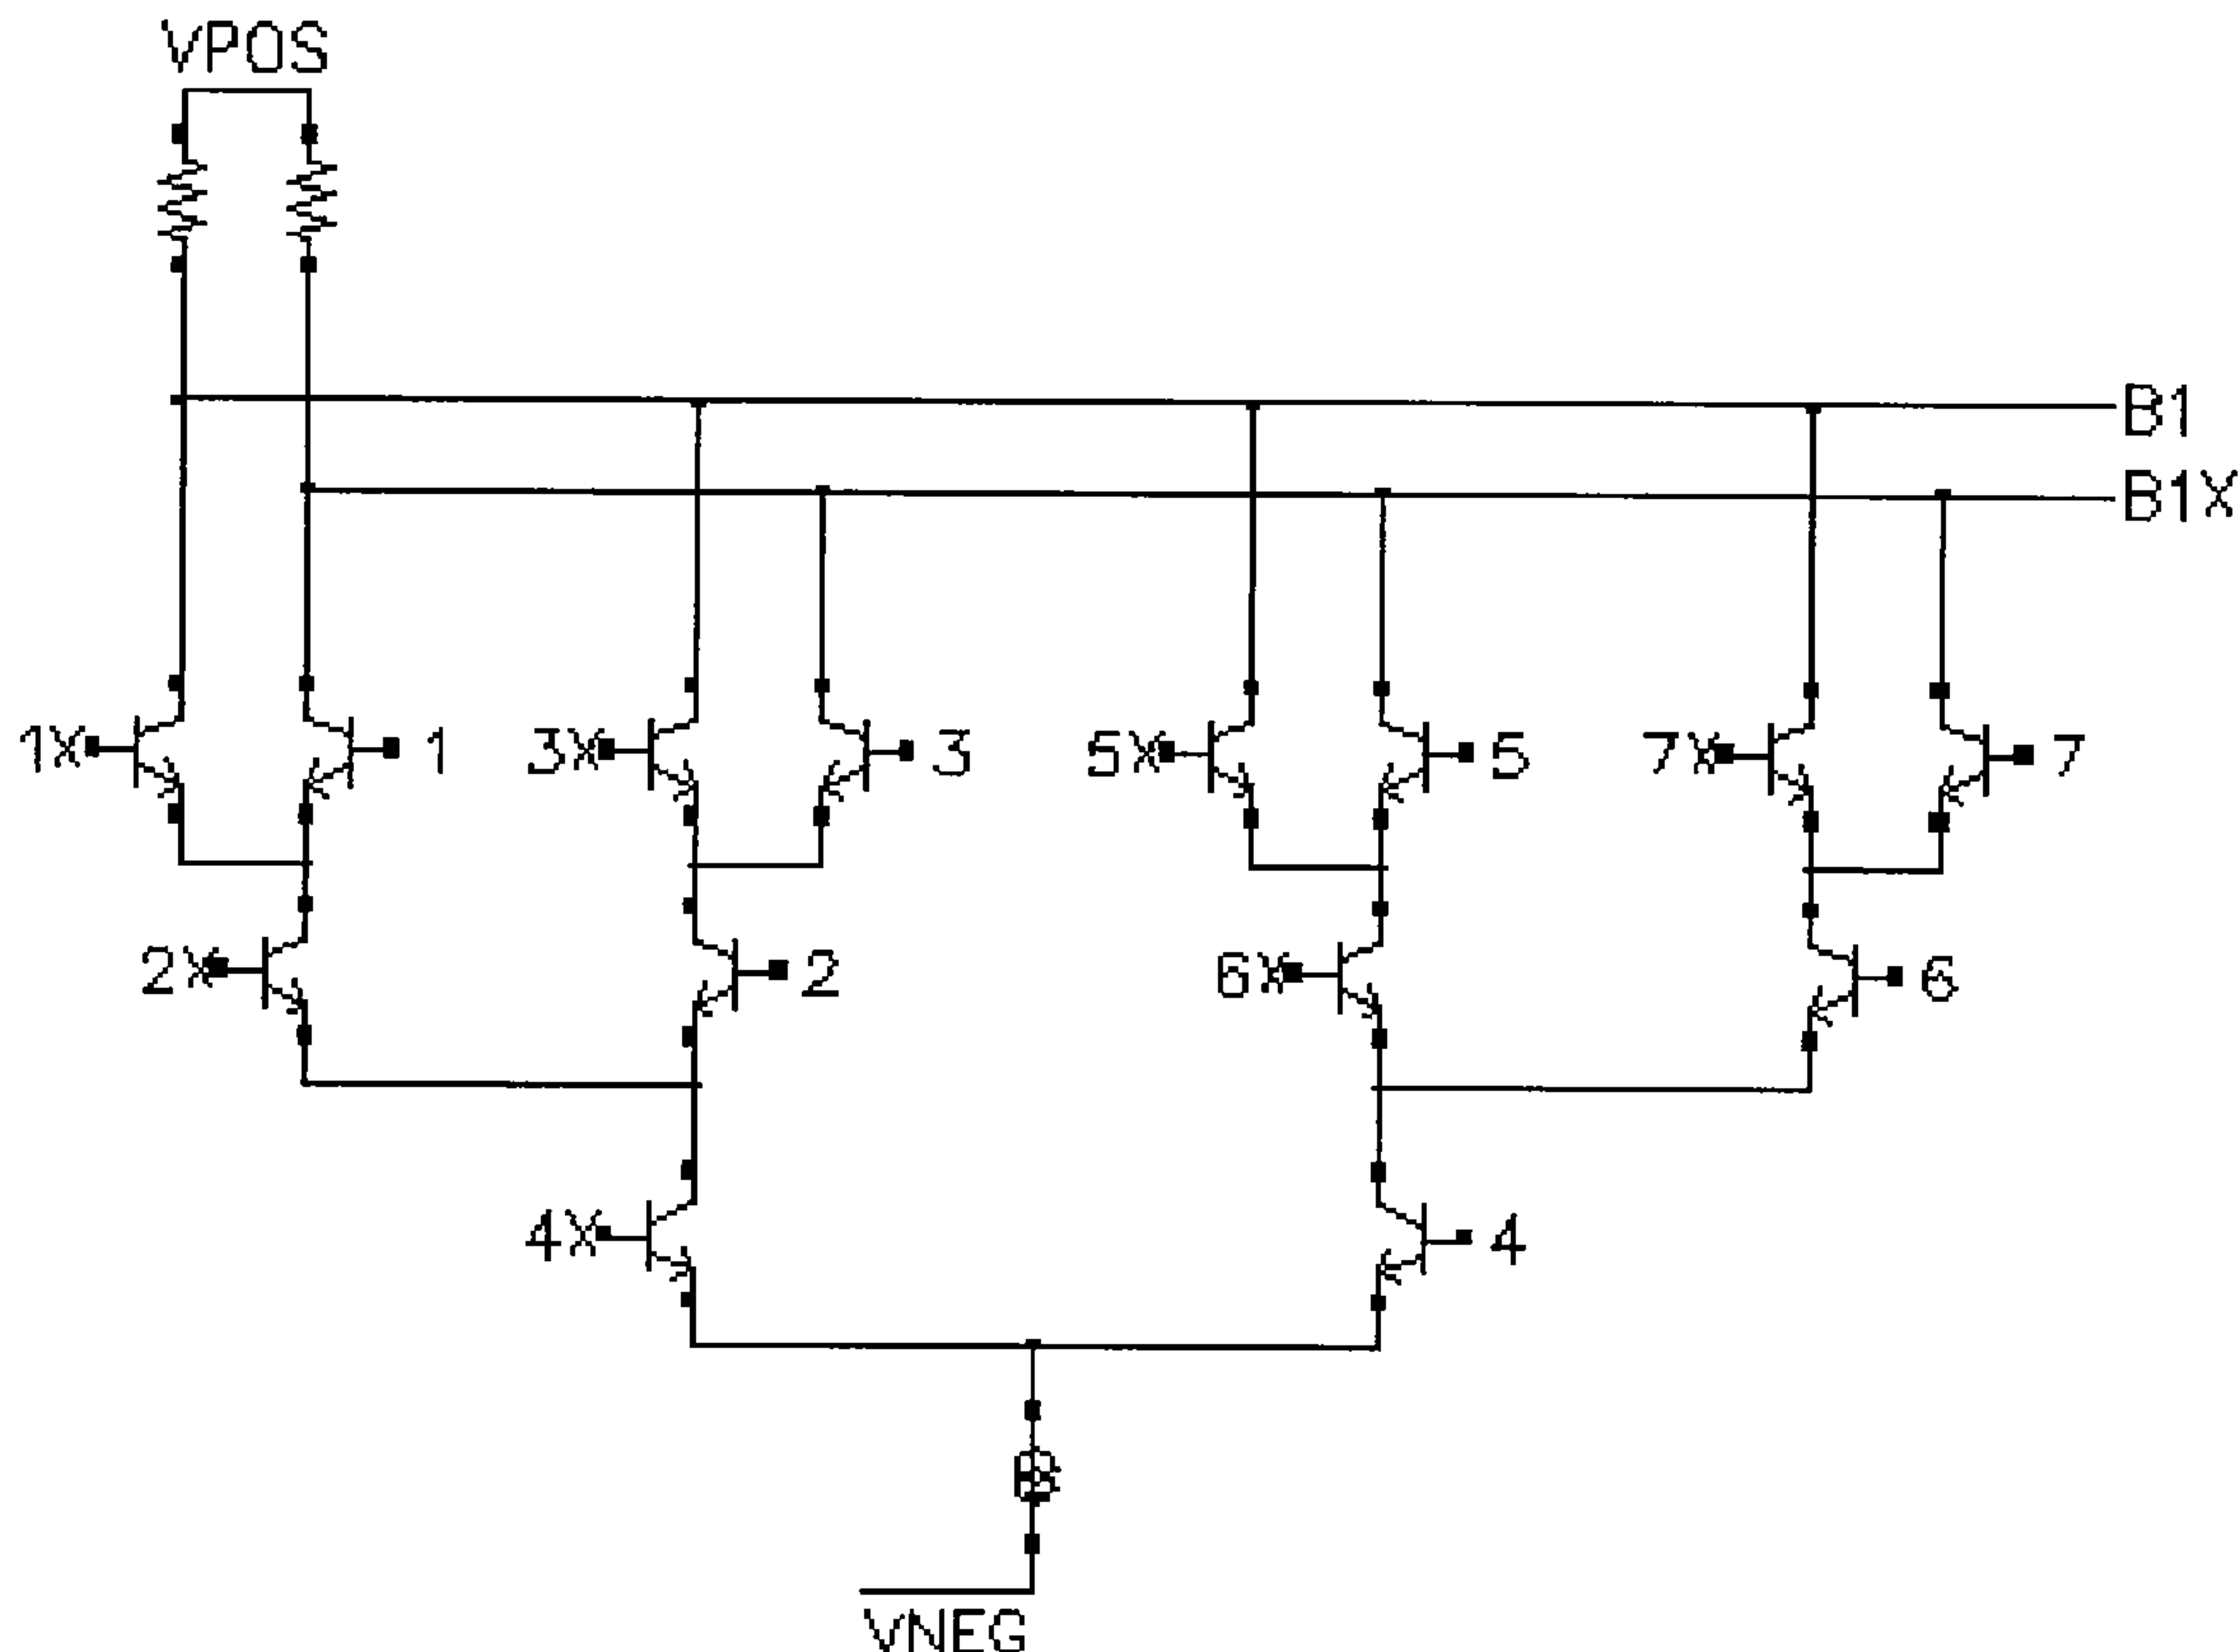 VPOS
B1
B1X
1X 1 3X 3 5X 5 7X 7
2X 2 6X 6
4X 4
VNEG